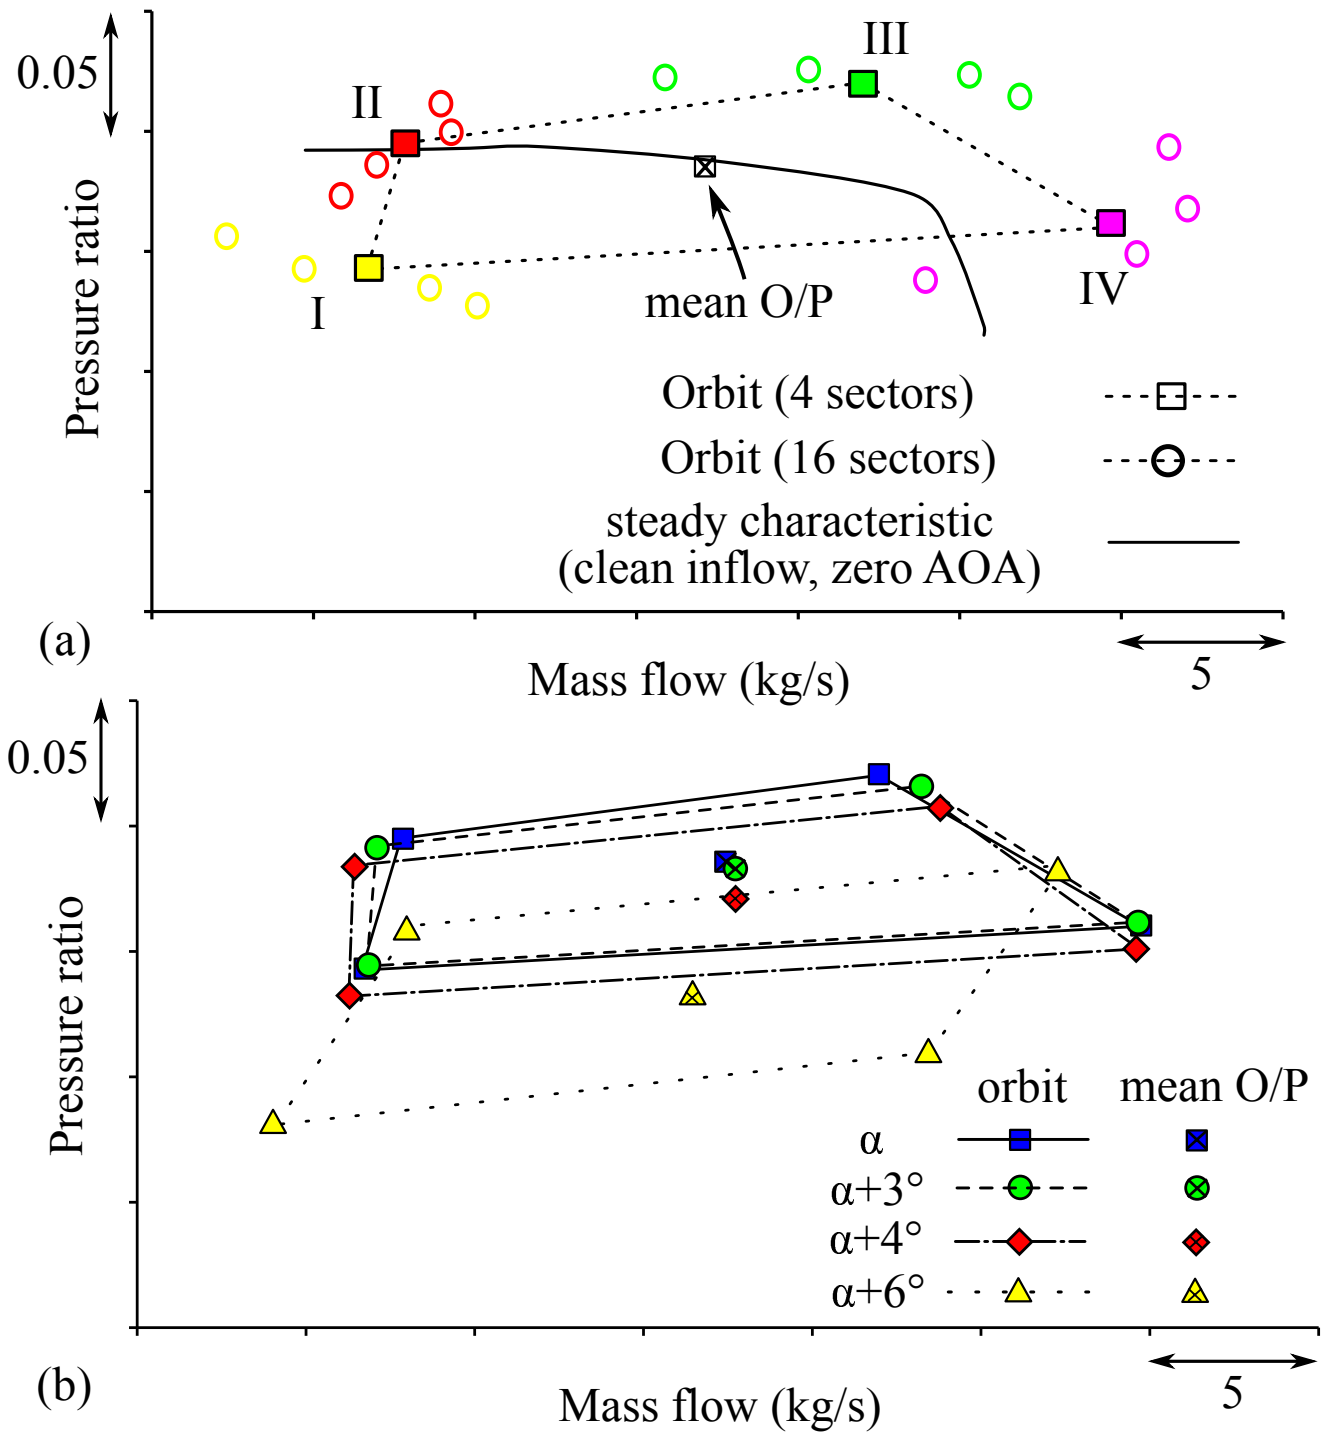 0.05
III
II
mean O/P
IV
I
Pressure ratio
Orbit (4 sectors)
Orbit (16 sectors)
steady characteristic
(clean inflow, zero AOA)
(a)
Mass flow (kg/s)
5
0.05
Pressure ratio
orbit mean O/P
α
α+3°
α+4°
α+6°
(b)
Mass flow (kg/s)
5